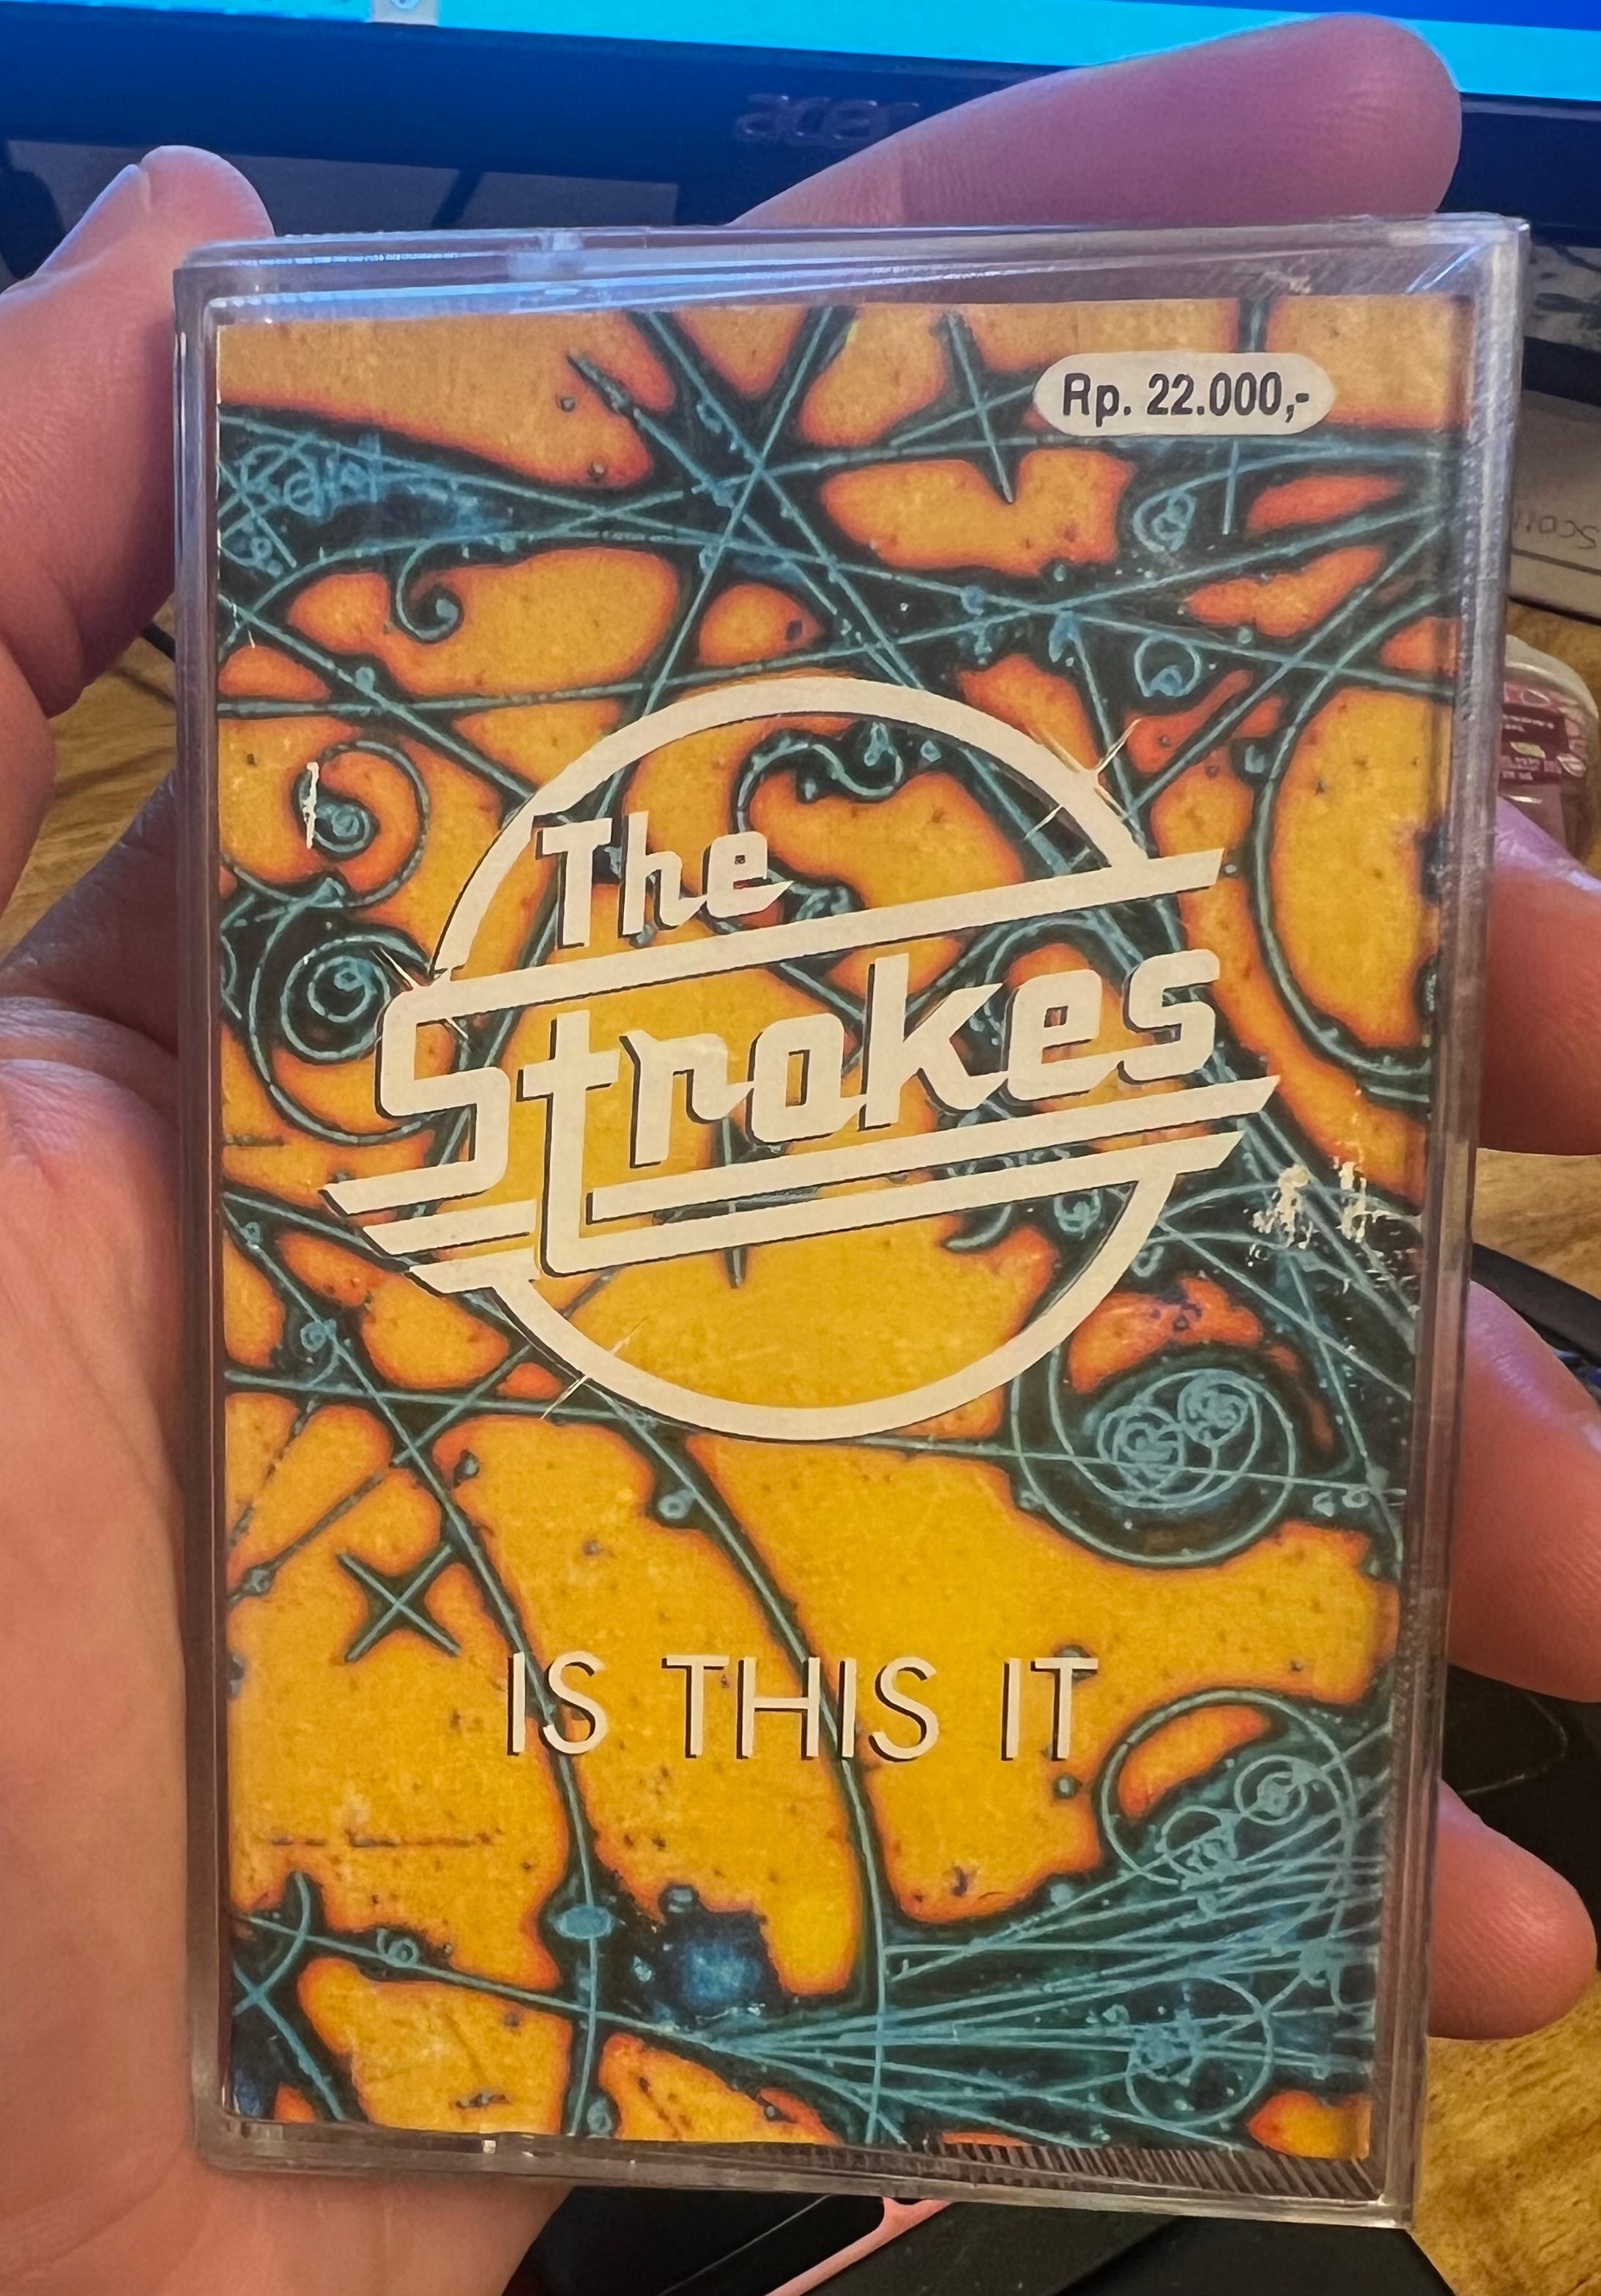 acer
Rp. 22.000,-
The
Strokes
IS THIS IT